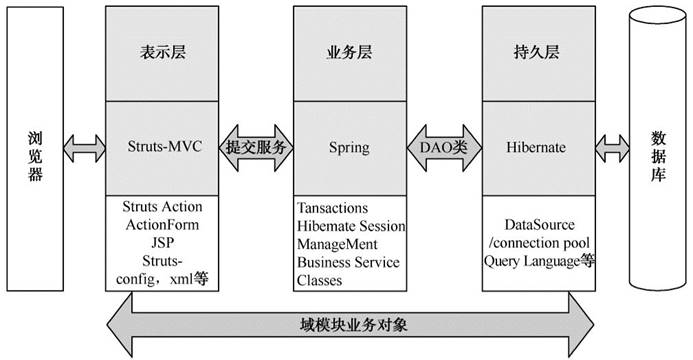 浏览器
表示层
Struts-MVC
Struts Action
ActionForm
JSP
Struts-
config，xml等
提交服务
业务层
Spring
Tansactions
Hibemate Session
ManageMent
Business Service
Classes
DAO类
持久层
Hibernate
DataSource
/connection pool
Query Language等
数据库
域模块业务对象